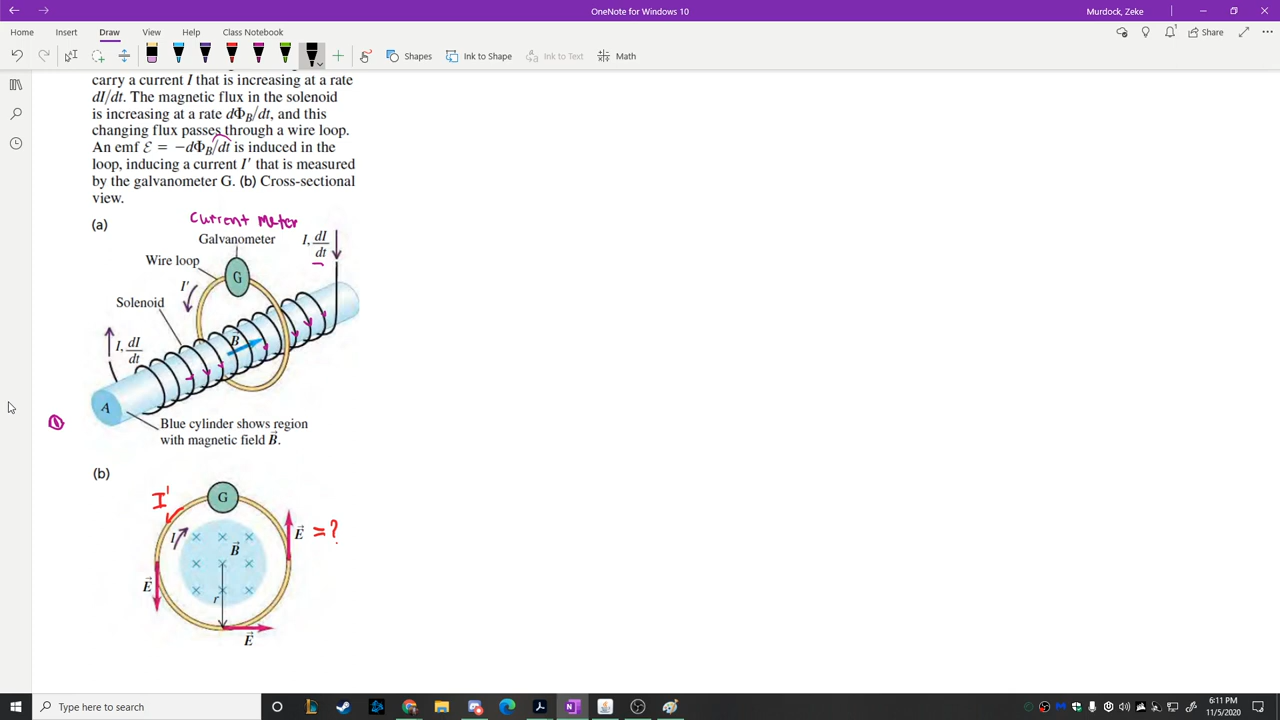 OneNote for Windows 10
Murdock, Zeke
Home Insert Draw View Help Class Notebook
Share
Shapes Ink to Shape Ink to Text Math
carry a current I that is increasing at a rate
dI/dt. The magnetic flux in the solenoid
is increasing at a rate dΦB/dt, and this
changing flux passes through a wire loop.
An emf ℰ = −dΦB/dt is induced in the
loop, inducing a current I′ that is measured
by the galvanometer G. (b) Cross-sectional
view.
(a)
Current Meter
Galvanometer
I, dI/dt
Wire loop
G
I′
Solenoid
B⃗
I, dI/dt
A
Blue cylinder shows region
with magnetic field B⃗.
(b)
I'
G
I
B⃗
E⃗ = ?
E⃗
r
E⃗
Type here to search
6:11 PM
11/5/2020